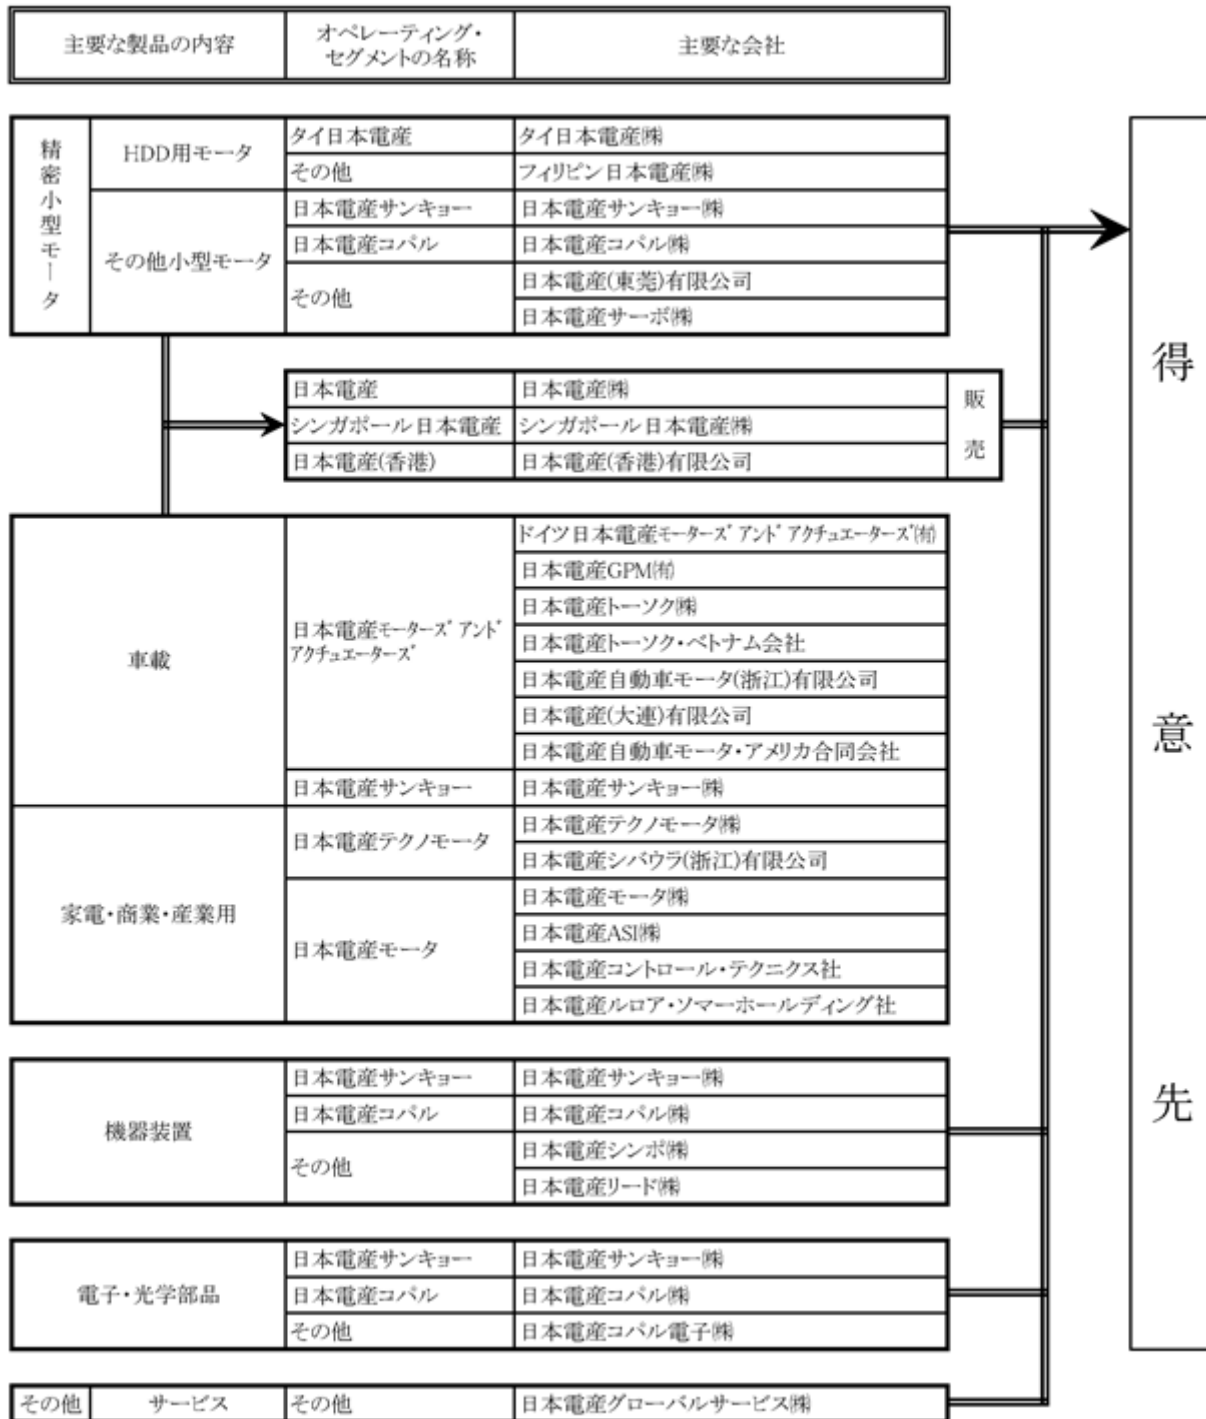 主要な製品の内容
オペレーティング・
セグメントの名称
主要な会社
精密小型モータ
HDD用モータ
タイ日本電産
タイ日本電産㈱
その他
フィリピン日本電産㈱
その他小型モータ
日本電産サンキョー
日本電産サンキョー㈱
日本電産コパル
日本電産コパル㈱
その他
日本電産(東莞)有限公司
日本電産サーボ㈱
日本電産
日本電産㈱
シンガポール日本電産
シンガポール日本電産㈱
日本電産(香港)
日本電産(香港)有限公司
販売
車載
日本電産モーターズ アンド
アクチュエーターズ
ドイツ日本電産モーターズ アンド アクチュエーターズ㈲
日本電産GPM㈲
日本電産トーソク㈱
日本電産トーソク・ベトナム会社
日本電産自動車モータ(浙江)有限公司
日本電産(大連)有限公司
日本電産自動車モータ・アメリカ合同会社
日本電産サンキョー
日本電産サンキョー㈱
家電・商業・産業用
日本電産テクノモータ
日本電産テクノモータ㈱
日本電産シバウラ(浙江)有限公司
日本電産モータ
日本電産モータ㈱
日本電産ASI㈱
日本電産コントロール・テクニクス社
日本電産ルロア・ソマーホールディング社
機器装置
日本電産サンキョー
日本電産サンキョー㈱
日本電産コパル
日本電産コパル㈱
その他
日本電産シンポ㈱
日本電産リード㈱
電子・光学部品
日本電産サンキョー
日本電産サンキョー㈱
日本電産コパル
日本電産コパル㈱
その他
日本電産コパル電子㈱
その他
サービス
その他
日本電産グローバルサービス㈱
得意先